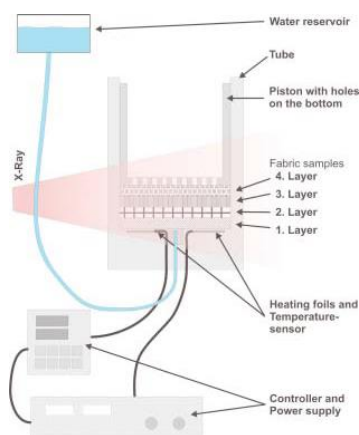 Water reservoir
Tube
Piston with holes
on the bottom
X-Ray
Fabric samples
4. Layer
3. Layer
2. Layer
1. Layer
Heating foils and
Temperature-
sensor
Controller and
Power supply